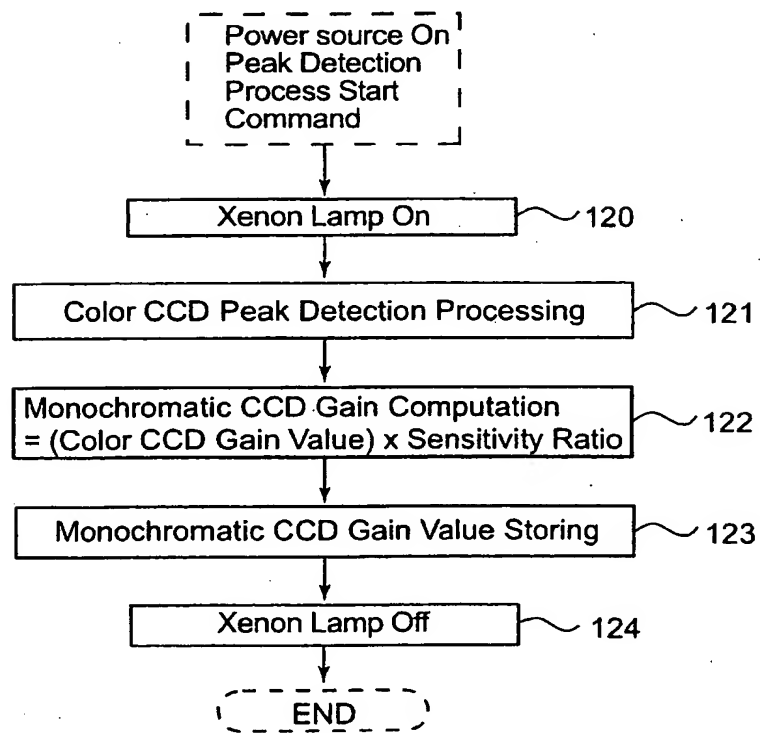 Power source On
Peak Detection
Process Start
Command
Xenon Lamp On
120
Color CCD Peak Detection Processing
121
Monochromatic CCD Gain Computation
= (Color CCD Gain Value) x Sensitivity Ratio
122
Monochromatic CCD Gain Value Storing
123
Xenon Lamp Off
124
END